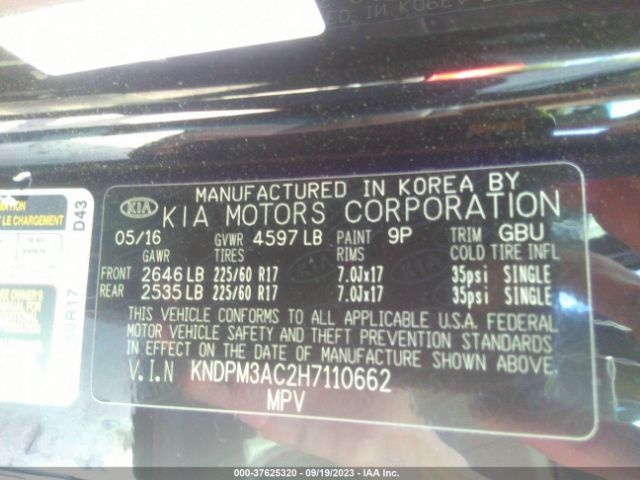 MANUFACTURED IN KOREA BY
KIA KIA MOTORS CORPORATION
05/16 GVWR 4597 LB PAINT 9P TRIM GBU
GAWR TIRES RIMS COLD TIRE INFL
FRONT 2646 LB 225/60 R17 7.0Jx17 35psi SINGLE
REAR 2535 LB 225/60 R17 7.0Jx17 35psi SINGLE
THIS VEHICLE CONFORMS TO ALL APPLICABLE U.S.A. FEDERAL
MOTOR VEHICLE SAFETY AND THEFT PREVENTION STANDARDS
IN EFFECT ON THE DATE OF MANUFACTURE SHOWN ABOVE.
V.I.N KNDPM3AC2H7110662
MPV
LE CHARGEMENT
D43
000-37625320 - 09/19/2023 - IAA Inc.